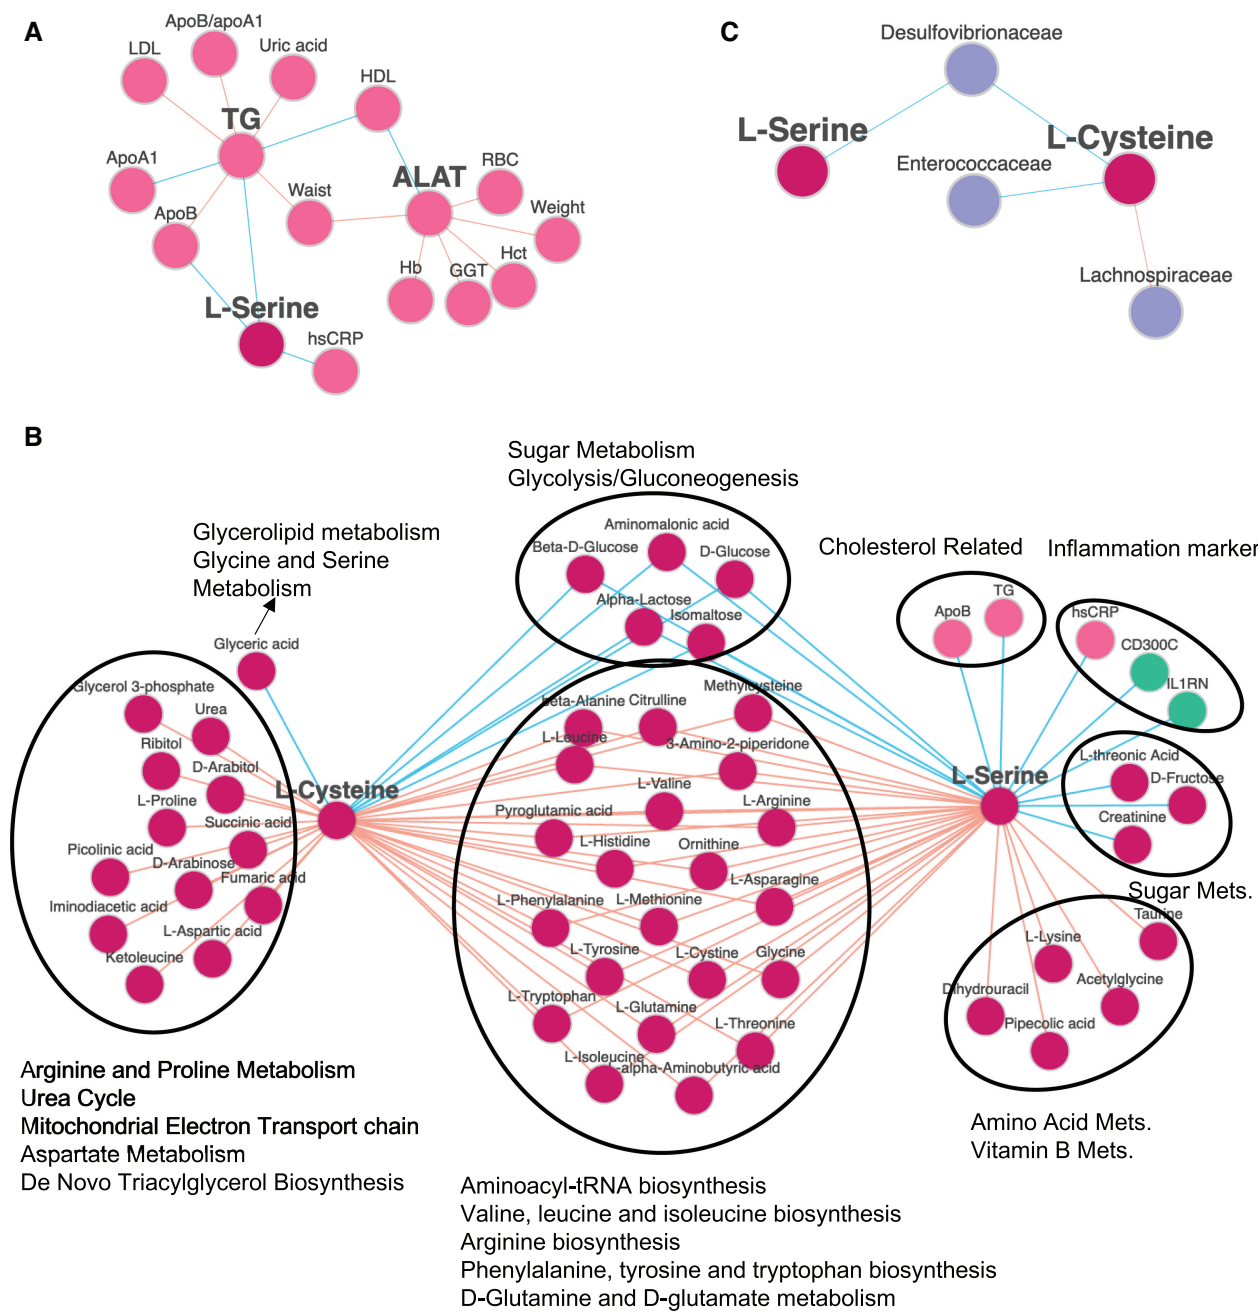 A
ApoB/apoA1
LDL
Uric acid
HDL
TG
ApoA1
ALAT
RBC
Waist
Weight
ApoB
Hb
GGT
Hct
L-Serine
hsCRP
C
Desulfovibrionaceae
L-Serine
L-Cysteine
Enterococcaceae
Lachnospiraceae
B
Sugar Metabolism
Glycolysis/Gluconeogenesis
Glycerolipid metabolism
Glycine and Serine
Metabolism
Glyceric acid
Aminomalonic acid
Beta-D-Glucose
D-Glucose
Alpha-Lactose
Isomaltose
Cholesterol Related
ApoB
TG
Inflammation marker
hsCRP
CD300C
IL1RN
Glycerol 3-phosphate
Urea
Ribitol
D-Arabitol
L-Proline
Succinic acid
Picolinic acid
D-Arabinose
Fumaric acid
Iminodiacetic acid
L-Aspartic acid
Ketoleucine
L-Cysteine
beta-Alanine
Citrulline
Methylcysteine
L-Leucine
3-Amino-2-piperidone
L-Valine
Pyroglutamic acid
L-Arginine
L-Histidine
Ornithine
L-Asparagine
L-Phenylalanine
L-Methionine
L-Tyrosine
L-Cystine
Glycine
L-Tryptophan
L-Glutamine
L-Threonine
L-Isoleucine
L-alpha-Aminobutyric acid
L-Serine
L-threonic Acid
D-Fructose
Creatinine
Sugar Mets.
Taurine
L-Lysine
Acetylglycine
Dihydrouracil
Pipecolic acid
Amino Acid Mets.
Vitamin B Mets.
Arginine and Proline Metabolism
Urea Cycle
Mitochondrial Electron Transport chain
Aspartate Metabolism
De Novo Triacylglycerol Biosynthesis
Aminoacyl-tRNA biosynthesis
Valine, leucine and isoleucine biosynthesis
Arginine biosynthesis
Phenylalanine, tyrosine and tryptophan biosynthesis
D-Glutamine and D-glutamate metabolism